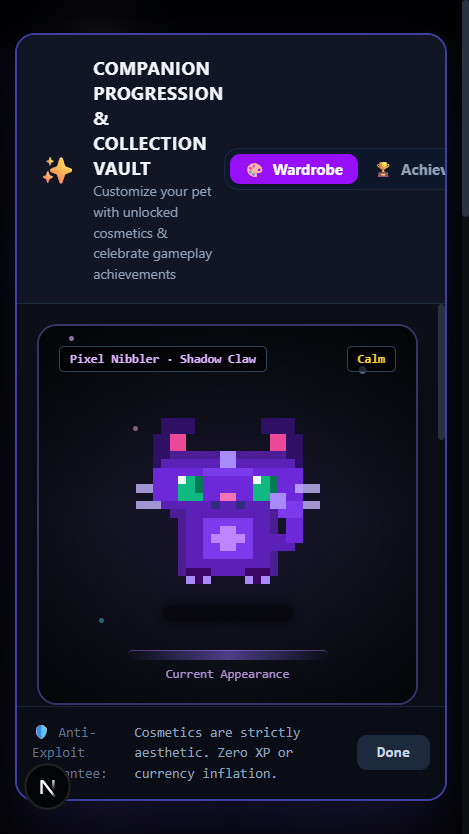 COMPANION
PROGRESSION
&
COLLECTION
VAULT
Customize your pet
with unlocked
cosmetics &
celebrate gameplay
achievements
Wardrobe
Achiev
Pixel Nibbler · Shadow Claw
Calm
Current Appearance
Anti-
Exploit
ntee:
Cosmetics are strictly
aesthetic. Zero XP or
currency inflation.
Done
N